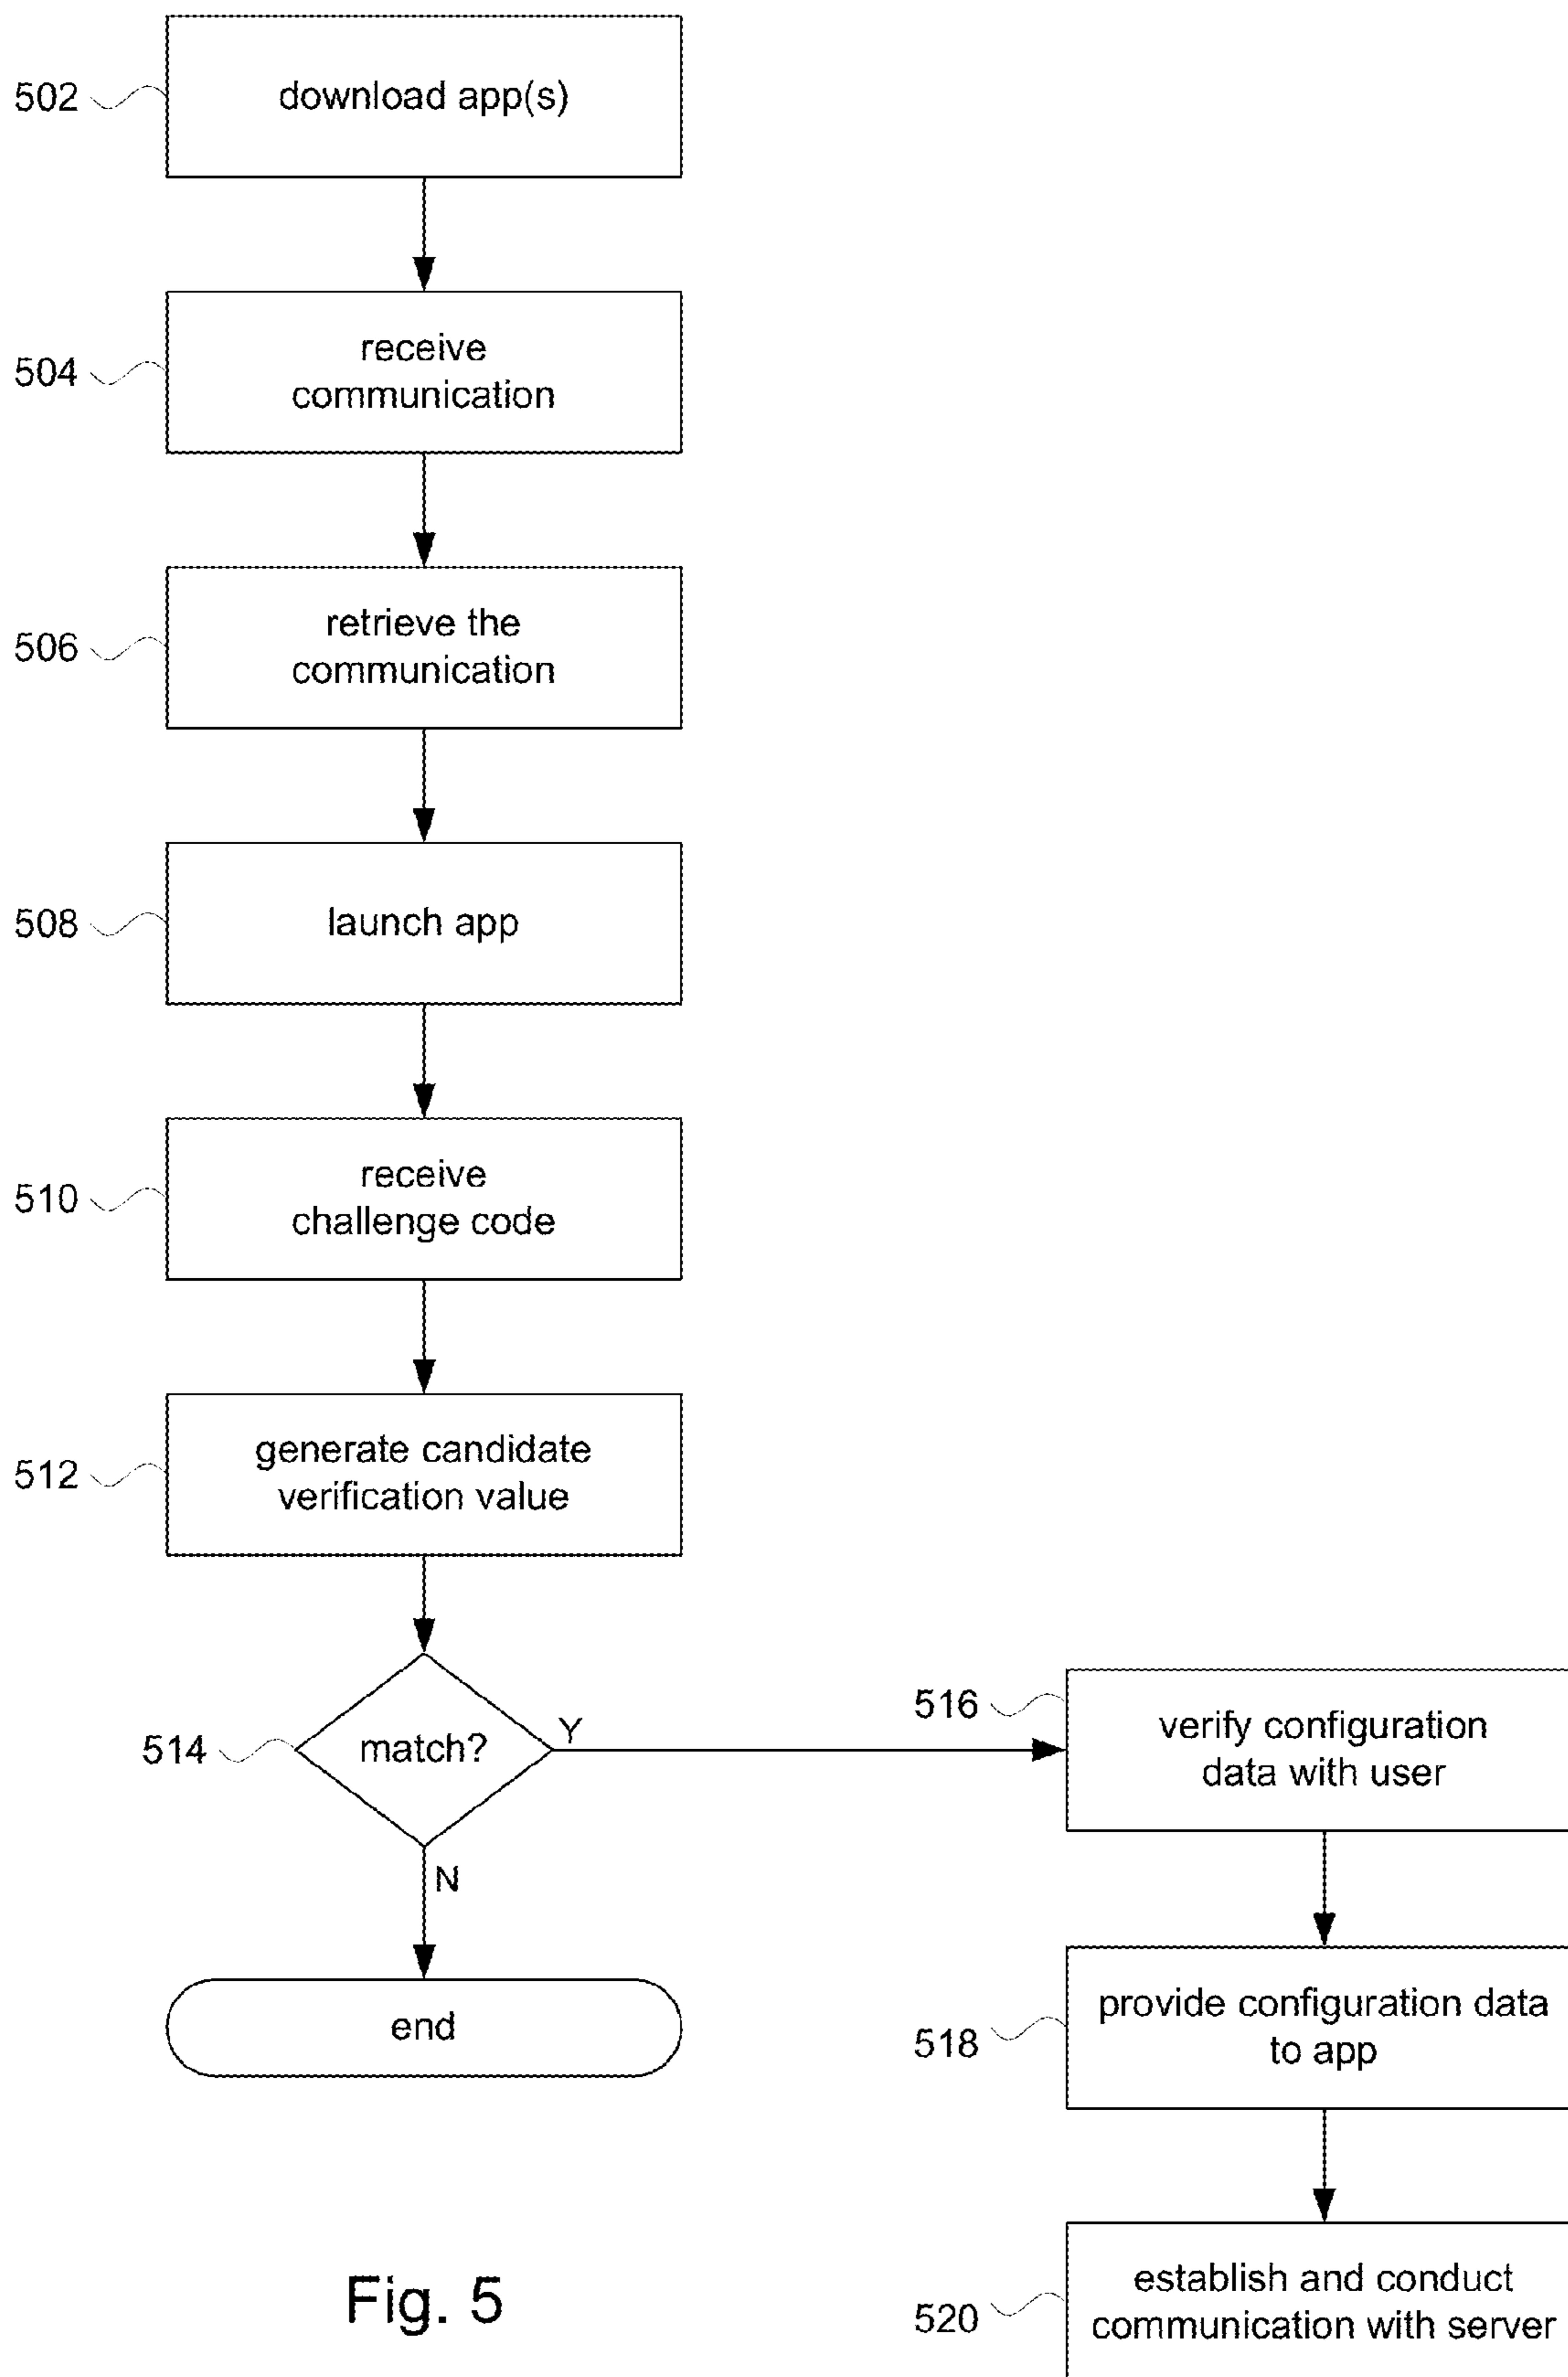 502
download app(s)
504
receive
communication
506
retrieve the
communication
508
launch app
510
receive
challenge code
512
generate candidate
verification value
514
match?
Y
N
end
516
verify configuration
data with user
518
provide configuration data
to app
520
establish and conduct
communication with server
Fig. 5